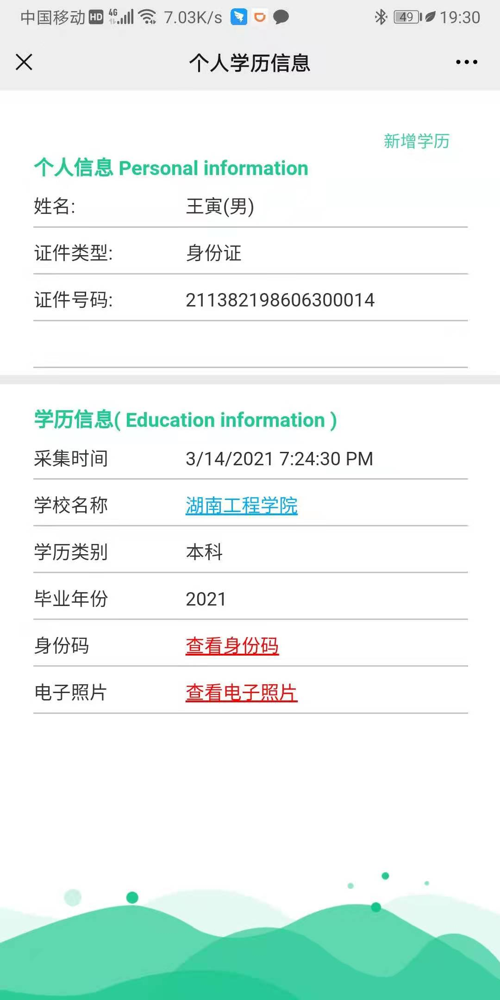 中国移动 HD 4G 7.03K/s 49 19:30
个人学历信息
新增学历
个人信息 Personal information
姓名: 王寅(男)
证件类型: 身份证
证件号码: 211382198606300014
学历信息( Education information )
采集时间 3/14/2021 7:24:30 PM
学校名称 湖南工程学院
学历类别 本科
毕业年份 2021
身份码 查看身份码
电子照片 查看电子照片